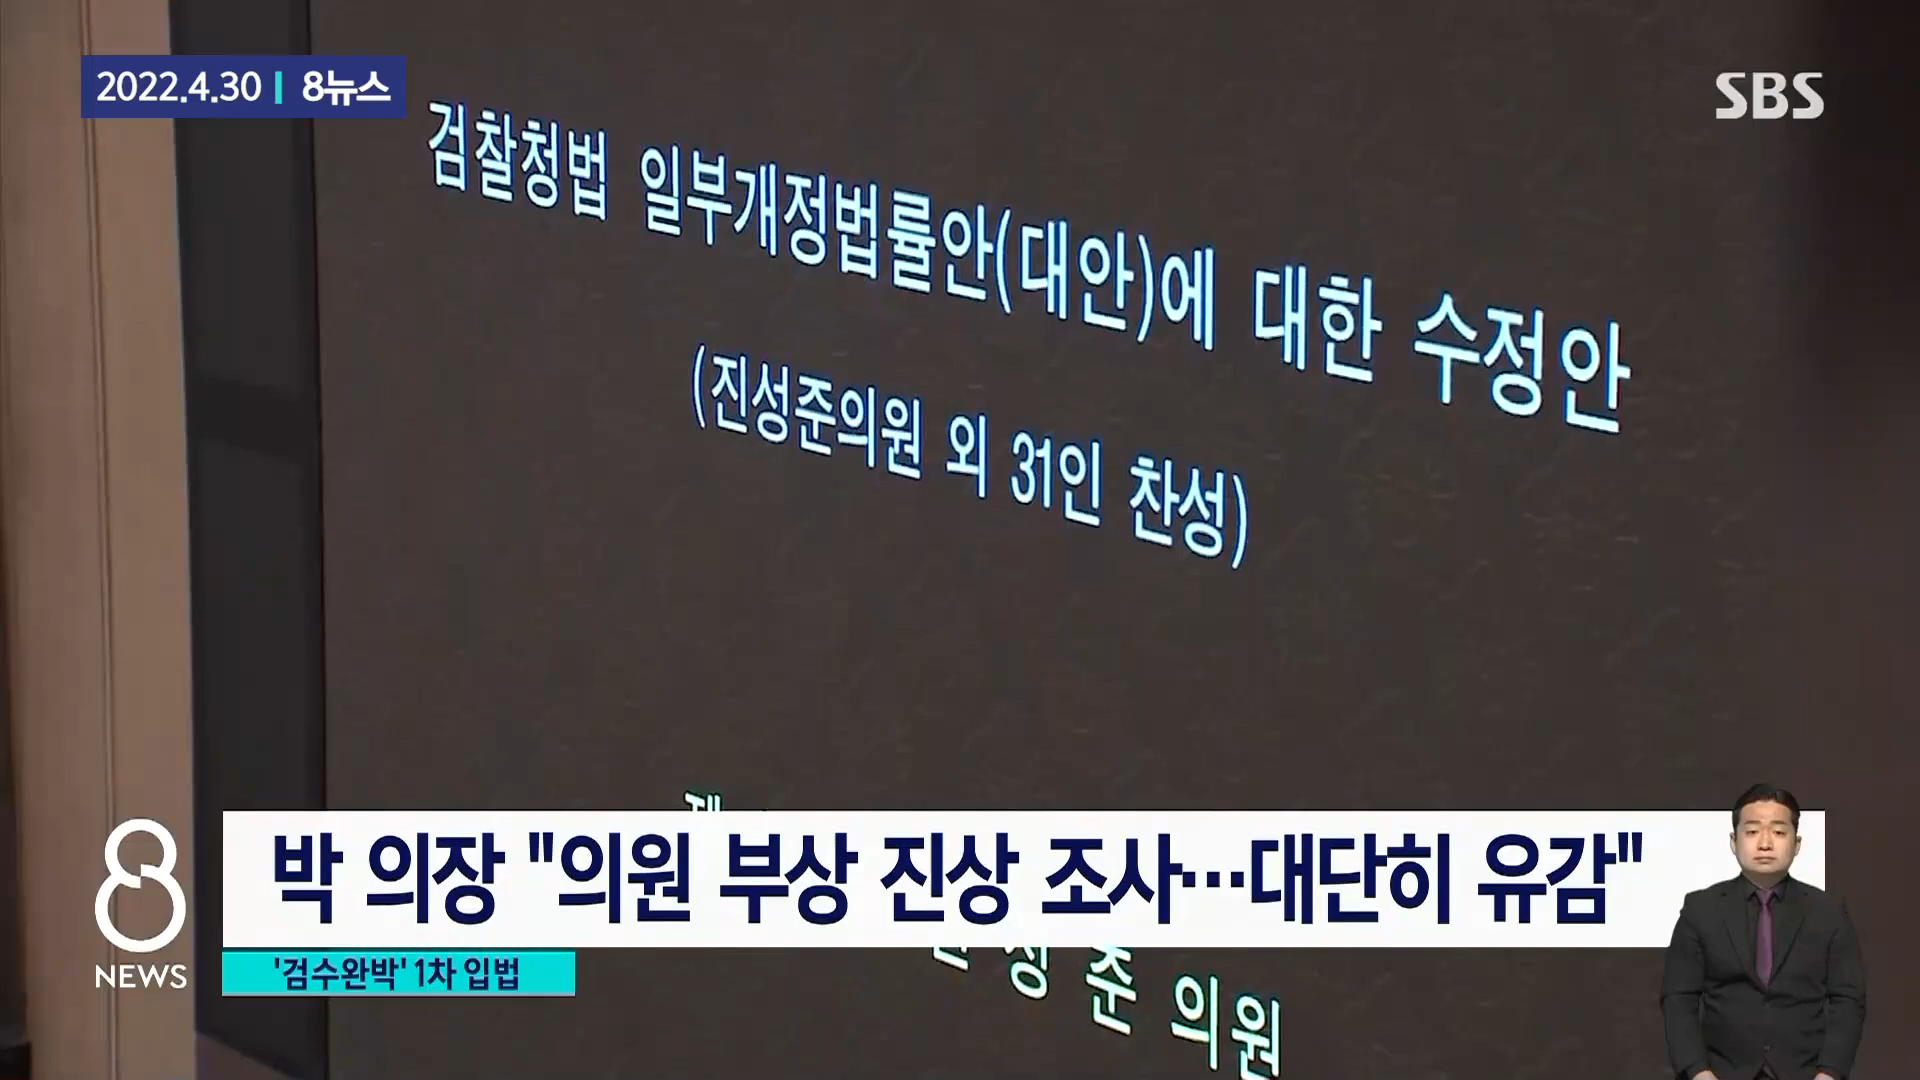 2022.4.30 | 8뉴스
SBS
검찰청법 일부개정법률안(대안)에 대한 수정안
(진성준의원 외 31인 찬성)
박 의장 "의원 부상 진상 조사…대단히 유감"
8
NEWS
'검수완박' 1차 입법
성 준 의원